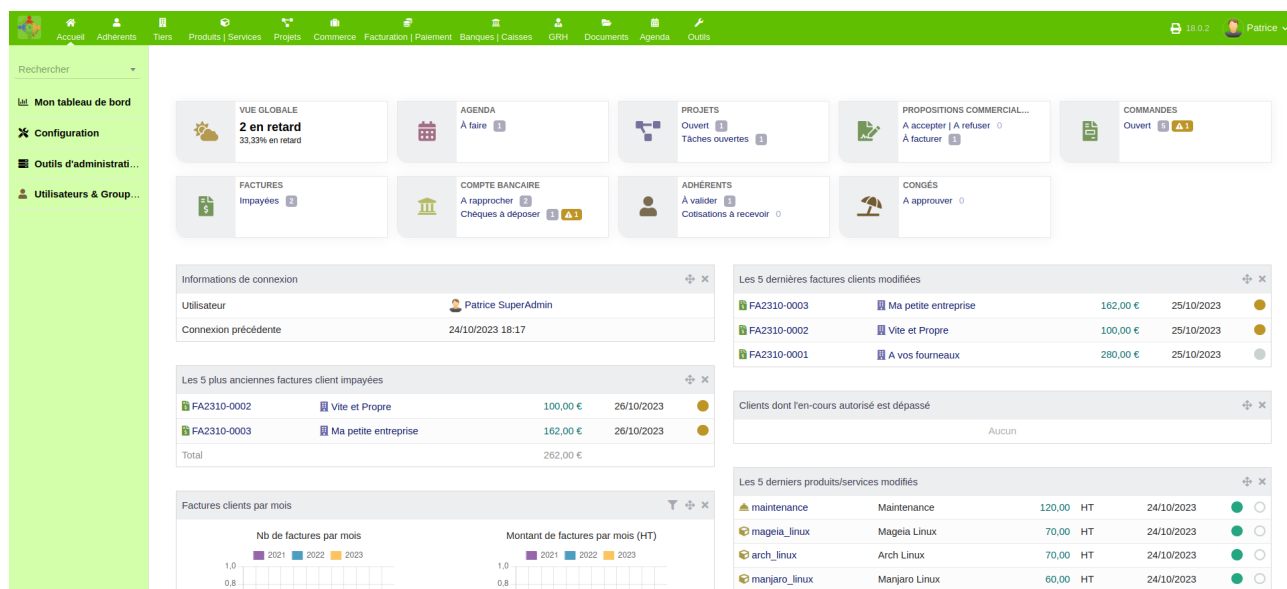 Accueil Adhérents Tiers Produits | Services Projets Commerce Facturation | Paiement Banques | Caisses GRH Documents Agenda Outils 18.0.2 Patrice
Rechercher
Mon tableau de bord
Configuration
Outils d'administrati...
Utilisateurs & Group...
VUE GLOBALE
2 en retard
33,33% en retard
AGENDA
À faire 1
PROJETS
Ouvert 1
Tâches ouvertes 1
PROPOSITIONS COMMERCIAL...
A accepter | A refuser 0
À facturer 1
COMMANDES
Ouvert 5 1
FACTURES
Impayées 2
COMPTE BANCAIRE
A rapprocher 2
Chèques à déposer 1 1
ADHÉRENTS
À valider 1
Cotisations à recevoir 0
CONGÉS
A approuver 0
Informations de connexion
Utilisateur Patrice SuperAdmin
Connexion précédente 24/10/2023 18:17
Les 5 plus anciennes factures client impayées
FA2310-0002 Vite et Propre 100,00 € 26/10/2023
FA2310-0003 Ma petite entreprise 162,00 € 26/10/2023
Total 262,00 €
Factures clients par mois
Nb de factures par mois
2021 2022 2023
1,0
0,8
Montant de factures par mois (HT)
2021 2022 2023
1,0
0,8
Les 5 dernières factures clients modifiées
FA2310-0003 Ma petite entreprise 162,00 € 25/10/2023
FA2310-0002 Vite et Propre 100,00 € 25/10/2023
FA2310-0001 A vos fourneaux 280,00 € 25/10/2023
Clients dont l'en-cours autorisé est dépassé
Aucun
Les 5 derniers produits/services modifiés
maintenance Maintenance 120,00 HT 24/10/2023
mageia_linux Mageia Linux 70,00 HT 24/10/2023
arch_linux Arch Linux 70,00 HT 24/10/2023
manjaro_linux Manjaro Linux 60,00 HT 24/10/2023